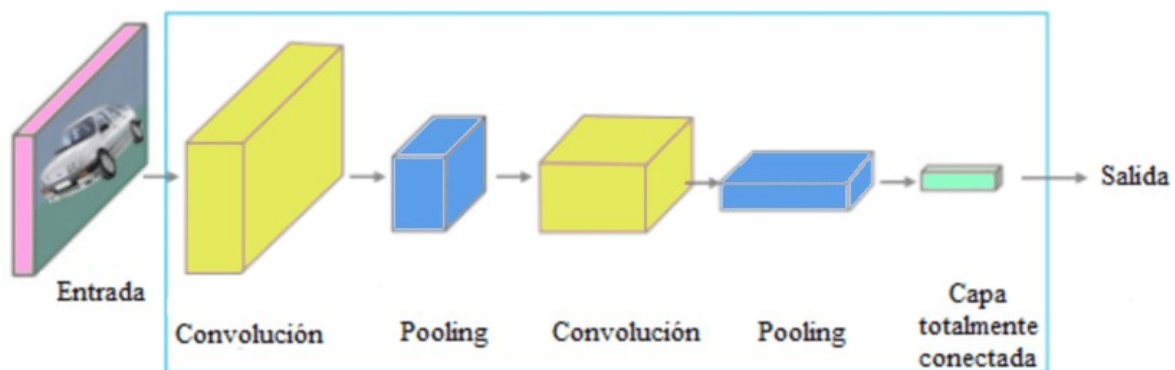 Entrada
Convolución
Pooling
Convolución
Pooling
Capa
totalmente
conectada
Salida